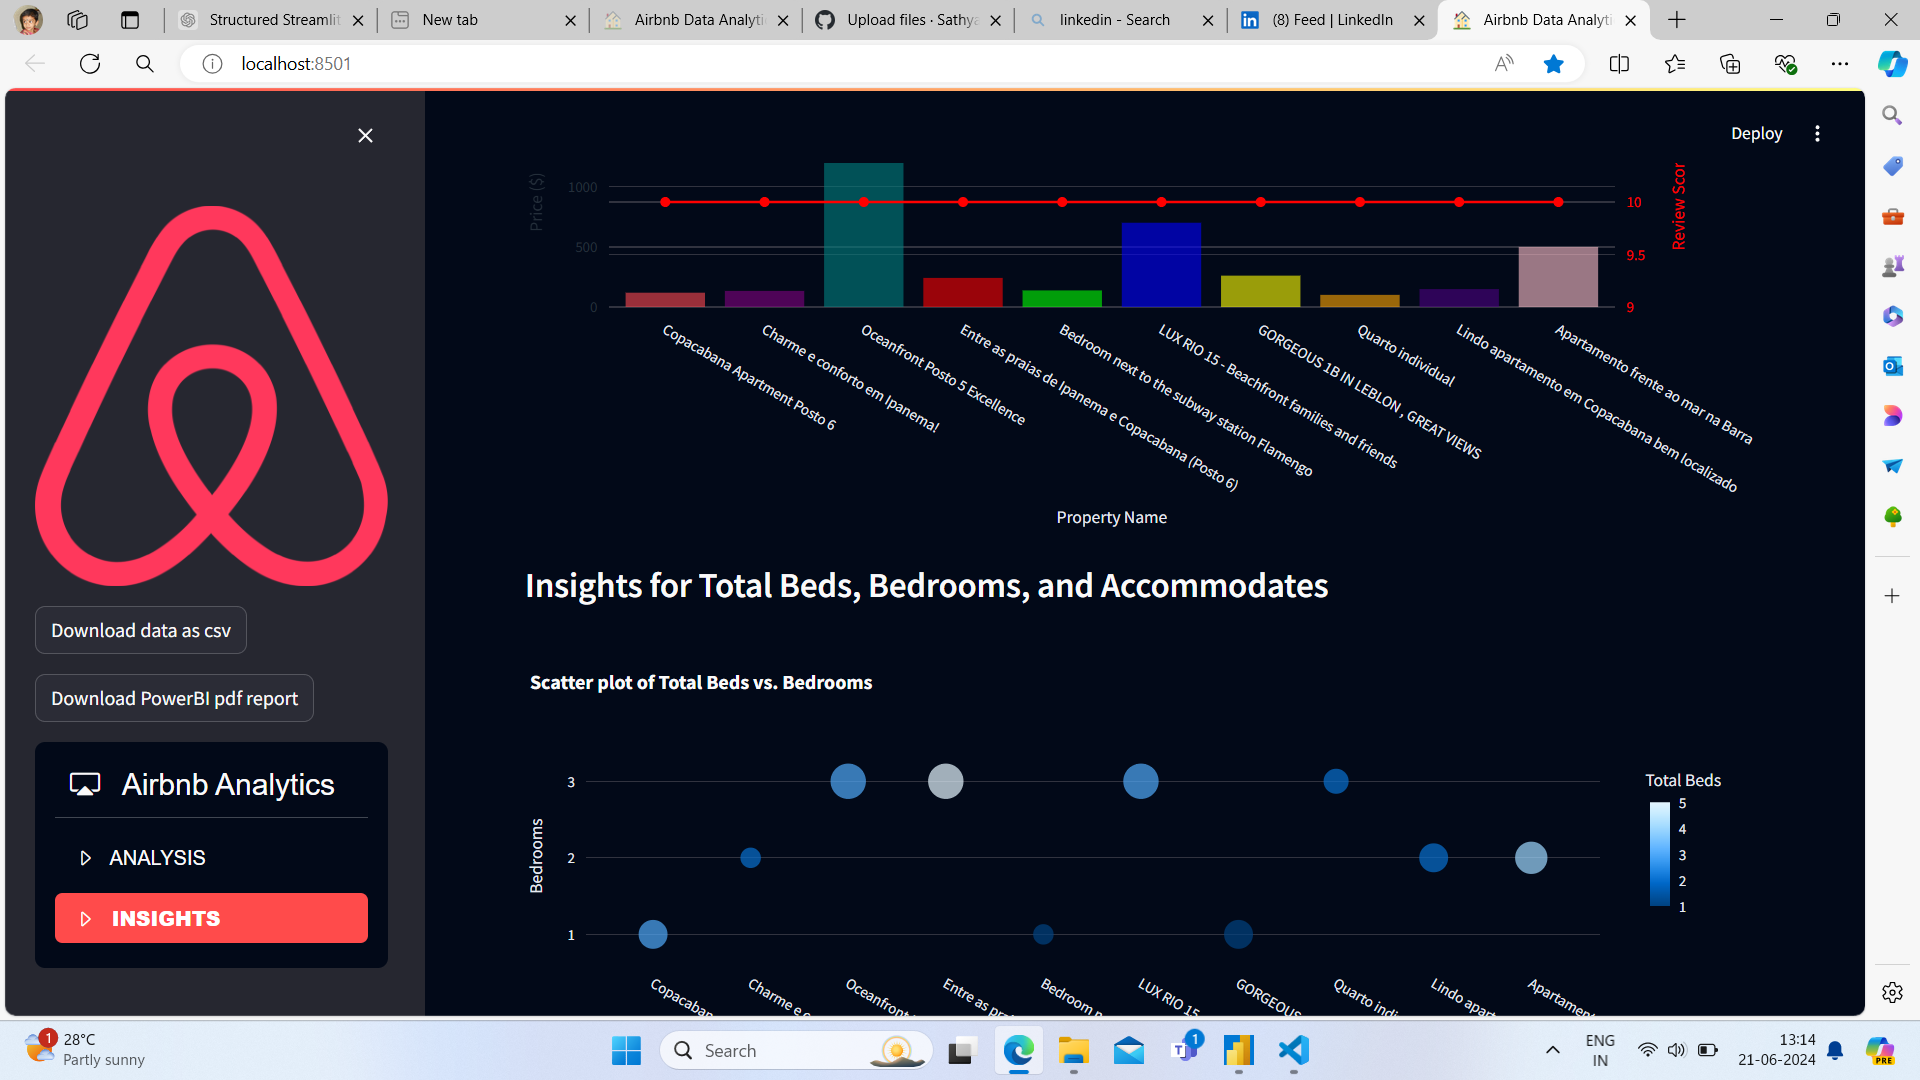 Structured Streamlit
New tab
Airbnb Data Analyti
Upload files · Sathya
linkedin - Search
(8) Feed | LinkedIn
Airbnb Data Analyti
localhost:8501
Deploy
Price ($)
1000
500
0
10
9.5
9
Review Scor
Copacabana Apartment Posto 6
Charme e conforto em Ipanema!
Oceanfront Posto 5 Excellence
Entre as praias de Ipanema e Copacabana (Posto 6)
Bedroom next to the subway station Flamengo
LUX RIO 15 - Beachfront families and friends
GORGEOUS 1B IN LEBLON , GREAT VIEWS
Quarto individual
Lindo apartamento em Copacabana bem localizado
Apartamento frente ao mar na Barra
Property Name
Insights for Total Beds, Bedrooms, and Accommodates
Download data as csv
Download PowerBI pdf report
Airbnb Analytics
ANALYSIS
INSIGHTS
Scatter plot of Total Beds vs. Bedrooms
Bedrooms
3
2
1
Total Beds
5
4
3
2
1
Copacaban
Charme e c
Oceanfront
Entre as pra
Bedroom n
LUX RIO 15
GORGEOUS
Quarto indi
Lindo apart
Apartamen
1
28°C
Partly sunny
Search
1
ENG
IN
13:14
21-06-2024
PRE